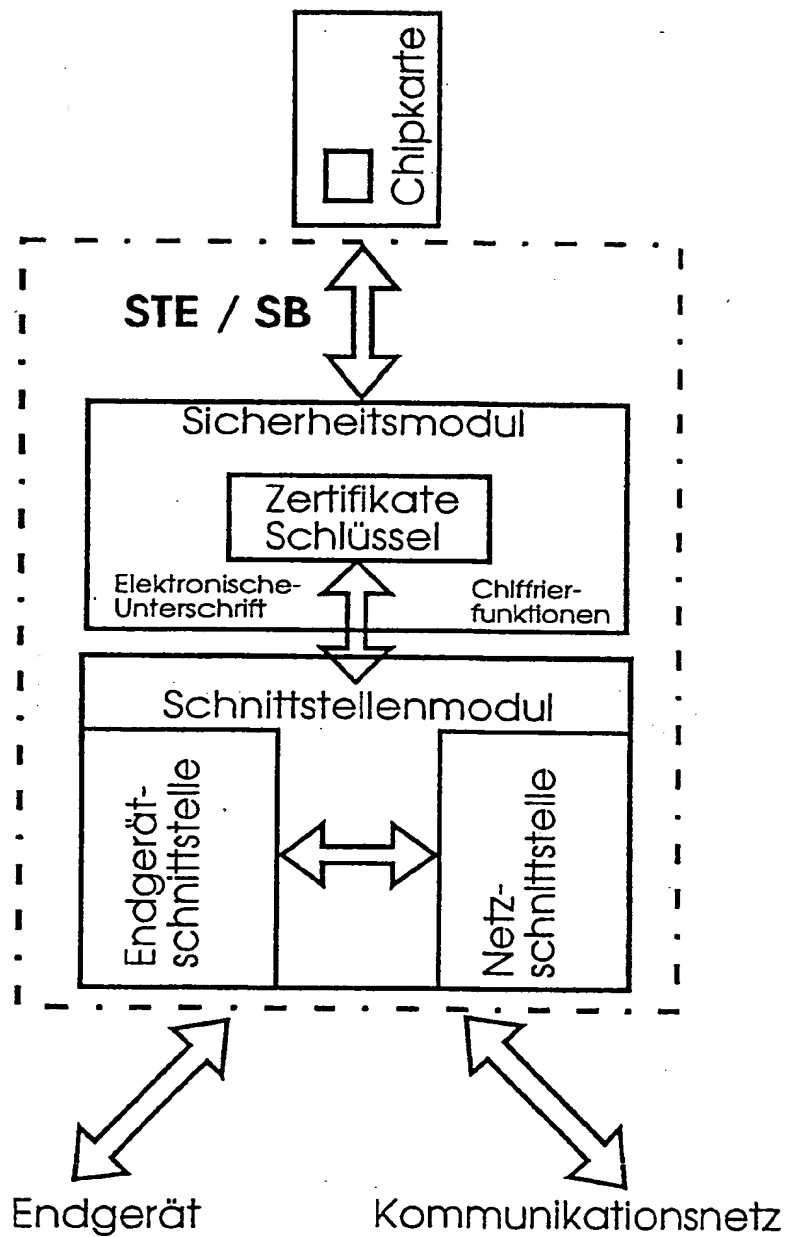 Chipkarte
STE / SB
Sicherheitsmodul
Zertifikate
Schlüssel
Elektronische-
Unterschrift
Chiffrier-
funktionen
Schnittstellenmodul
Endgerät-
schnittstelle
Netz-
schnittstelle
Endgerät
Kommunikationsnetz